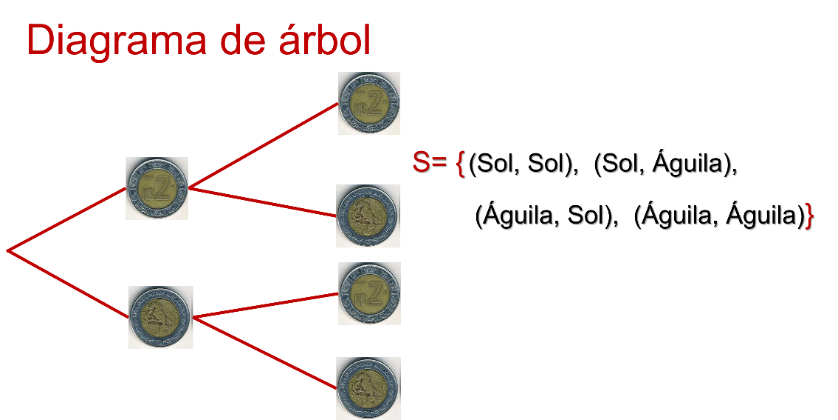 Diagrama de árbol
S= {(Sol, Sol), (Sol, Águila),
(Águila, Sol), (Águila, Águila)}